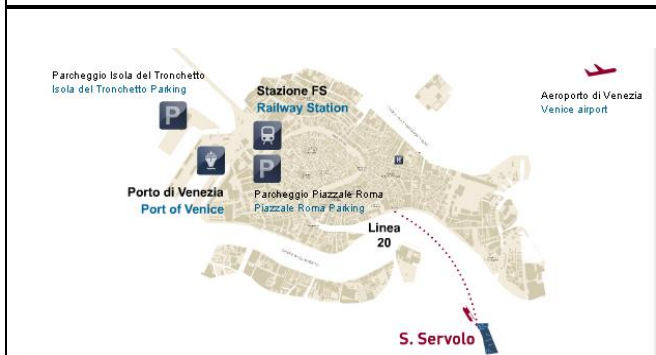 Parcheggio Isola del Tronchetto
Isola del Tronchetto Parking
P
Stazione FS
Railway Station
Aeroporto di Venezia
Venice airport
H
P
Porto di Venezia
Port of Venice
Parcheggio Piazzale Roma
Piazzale Roma Parking
Linea
20
S. Servolo